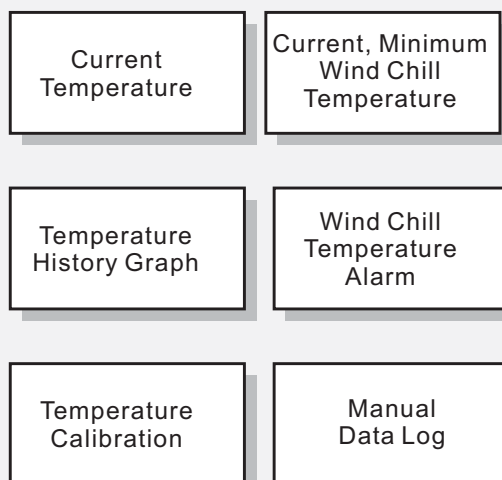 Current
Temperature
Current, Minimum
Wind Chill
Temperature
Temperature
History Graph
Wind Chill
Temperature
Alarm
Temperature
Calibration
Manual
Data Log